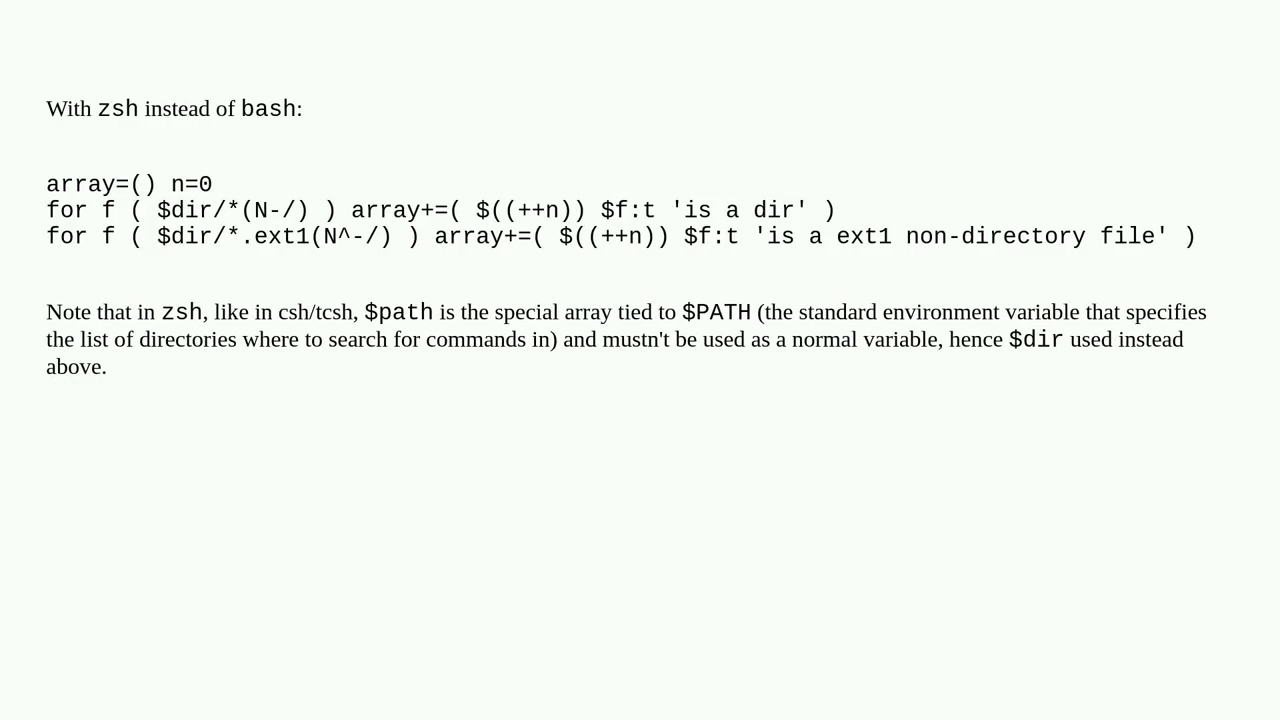 With zsh instead of bash:
array=() n=0
for f ( $dir/*(N-/) ) array+=( $((++n)) $f:t 'is a dir' )
for f ( $dir/*.ext1(N^-/) ) array+=( $((++n)) $f:t 'is a ext1 non-directory file' )
Note that in zsh, like in csh/tcsh, $path is the special array tied to $PATH (the standard environment variable that specifies
the list of directories where to search for commands in) and mustn't be used as a normal variable, hence $dir used instead
above.